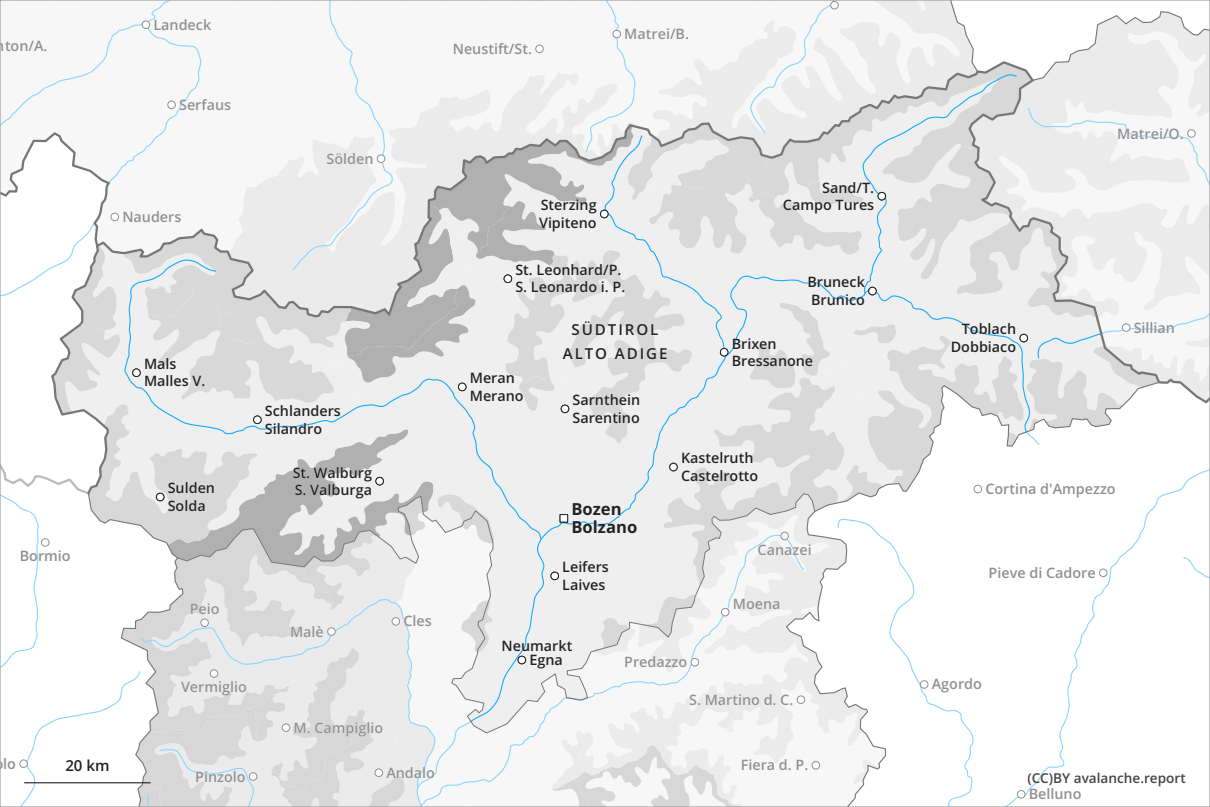 Landeck
nton/A.
Neustift/St.
Matrei/B.
Serfaus
Matrei/O.
Sölden
Nauders
Sand/T.
Campo Tures
Sterzing
Vipiteno
St. Leonhard/P.
S. Leonardo i. P.
Bruneck
Brunico
SÜDTIROL
ALTO ADIGE
Toblach
Dobbiaco
Sillian
Brixen
Bressanone
Mals
Malles V.
Meran
Merano
Sarnthein
Sarentino
Schlanders
Silandro
Kastelruth
Castelrotto
St. Walburg
S. Valburga
Sulden
Solda
Cortina d'Ampezzo
Bozen
Bolzano
Bormio
Canazei
Leifers
Laives
Pieve di Cadore
Peio
Moena
Malè
Cles
Neumarkt
Egna
Predazzo
Vermiglio
Agordo
S. Martino d. C.
M. Campiglio
20 km
olo
Pinzolo
Andalo
Fiera d. P.
(CC)BY avalanche.report
Belluno